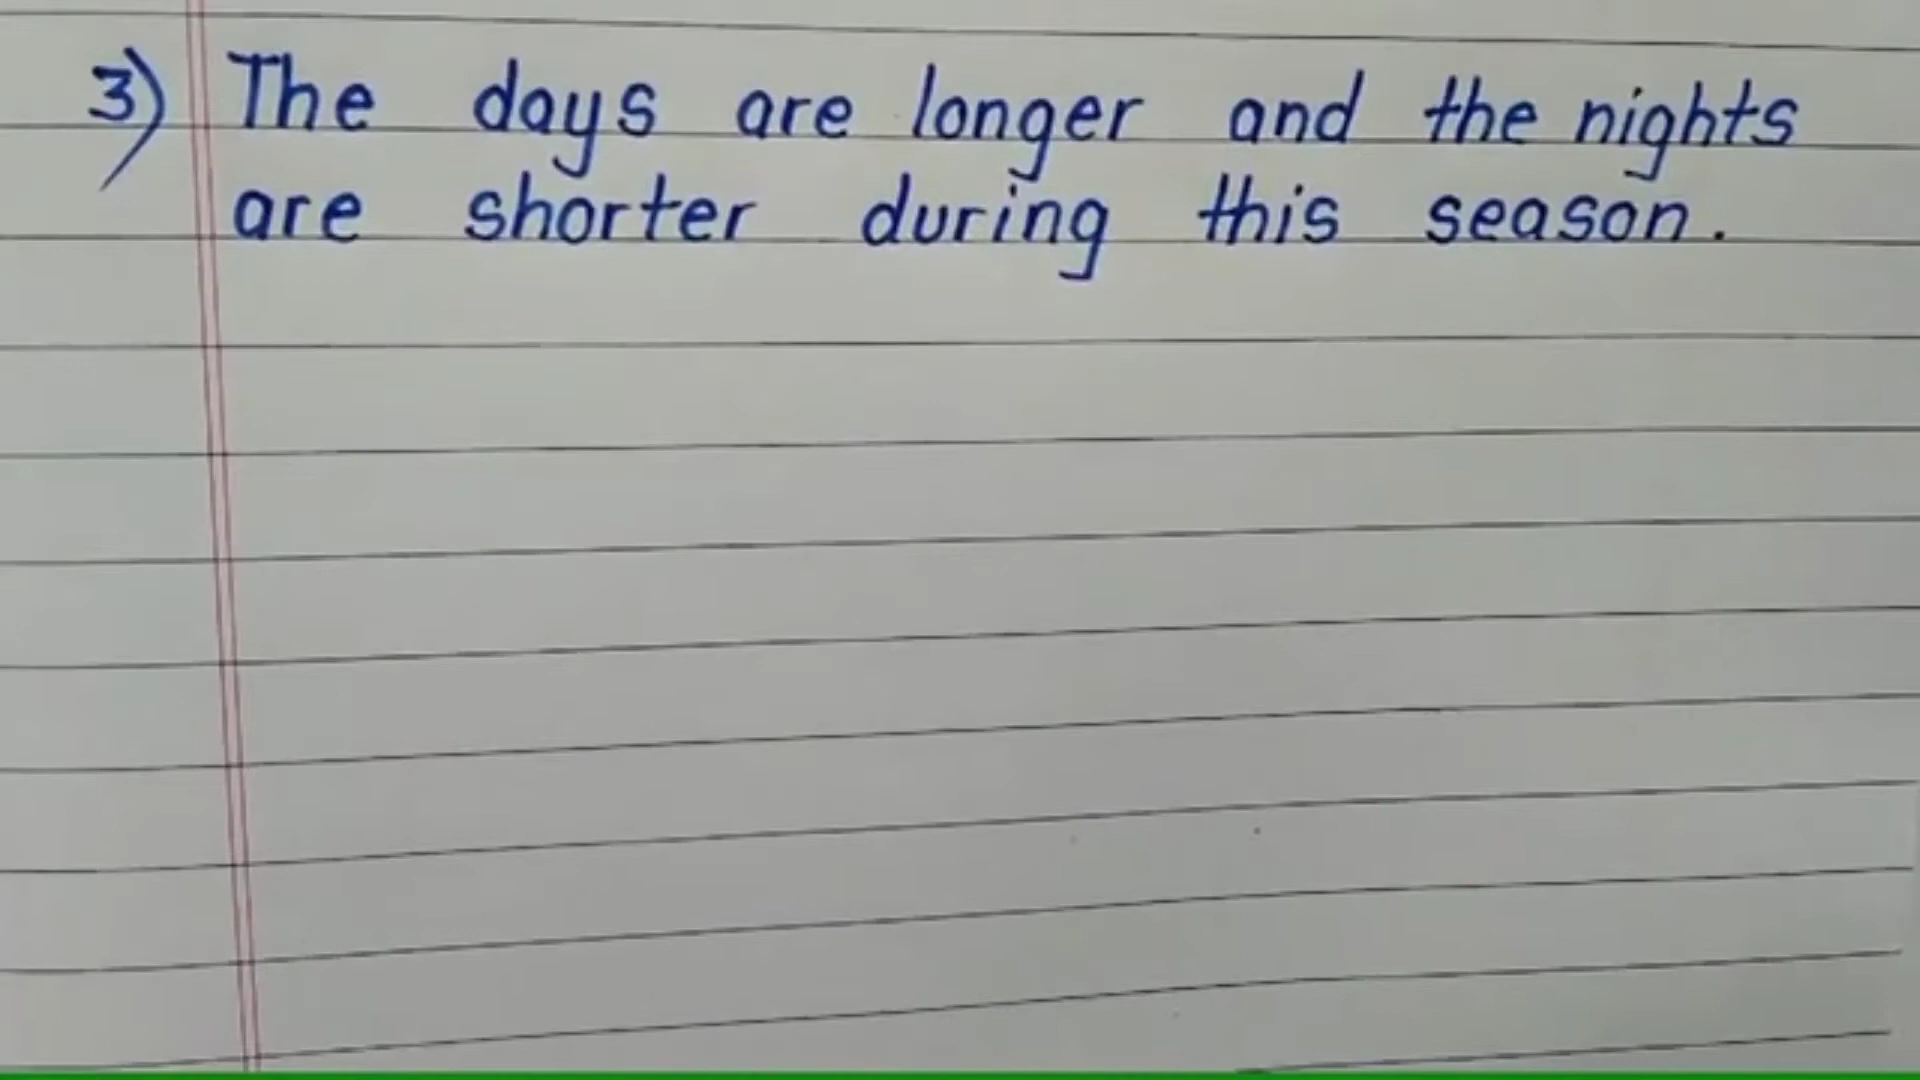 3) The days are longer and the nights
are shorter during this season.